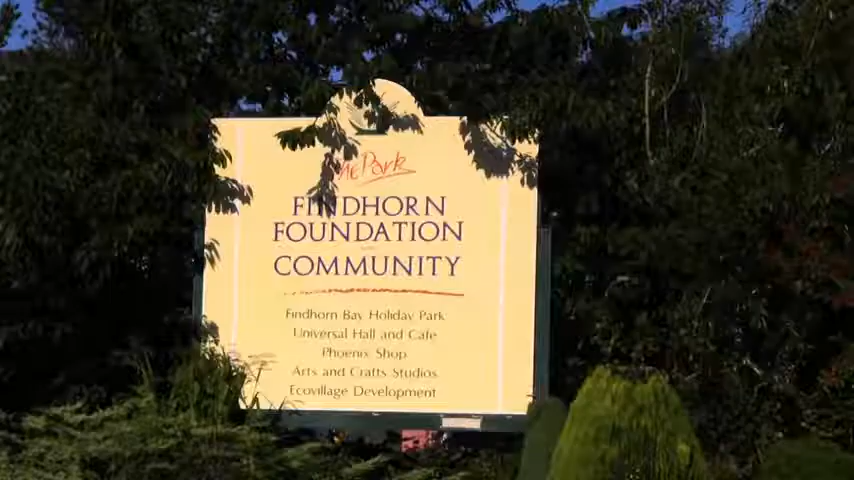 The Park
FINDHORN
FOUNDATION
COMMUNITY
Findhorn Bay Holiday Park
Universal Hall and Cafe
Phoenix Shop
Arts and Crafts Studios
Ecovillage Development